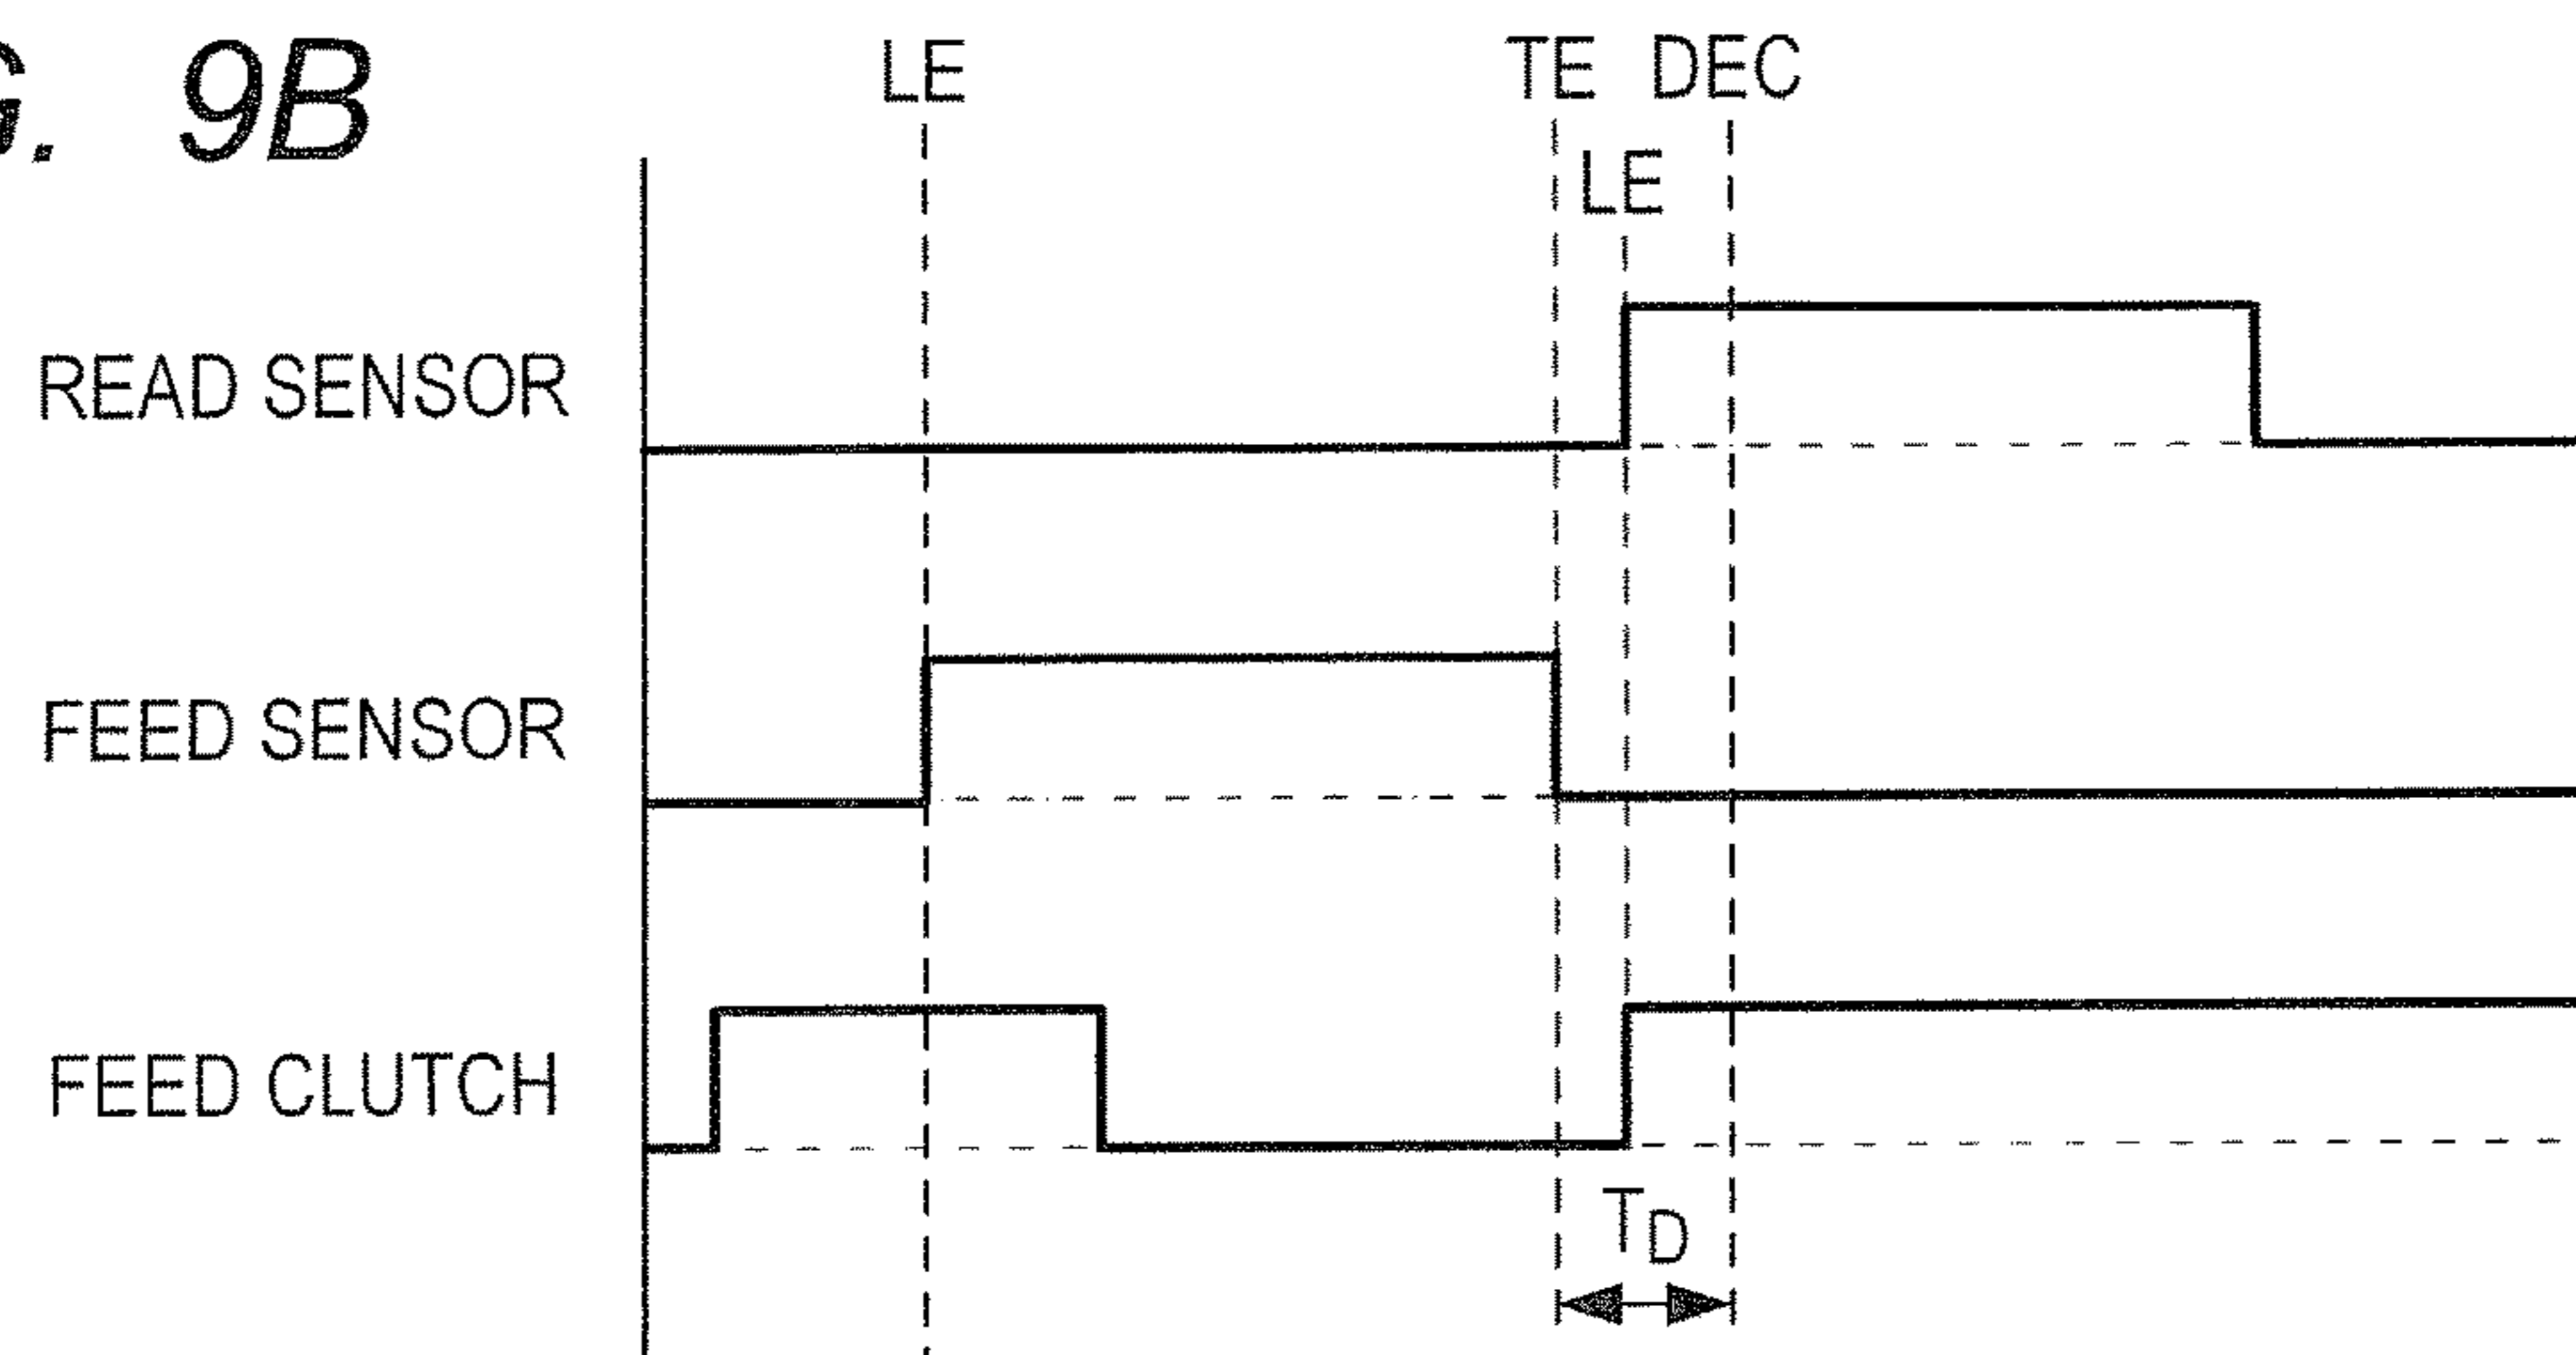 G. 9B
LE
TE DEC
LE
READ SENSOR
FEED SENSOR
FEED CLUTCH
TD